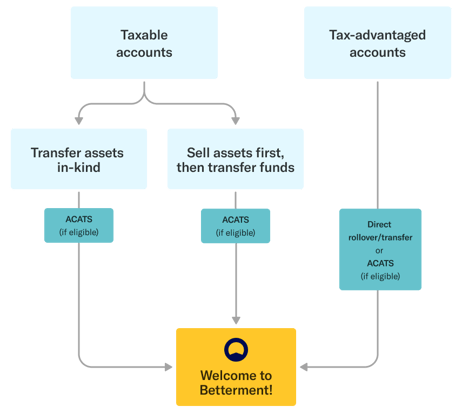 Taxable
accounts
Tax-advantaged
accounts
Transfer assets
in-kind
Sell assets first,
then transfer funds
ACATS
(if eligible)
ACATS
(if eligible)
Direct
rollover/transfer
or
ACATS
(if eligible)
Welcome to
Betterment!